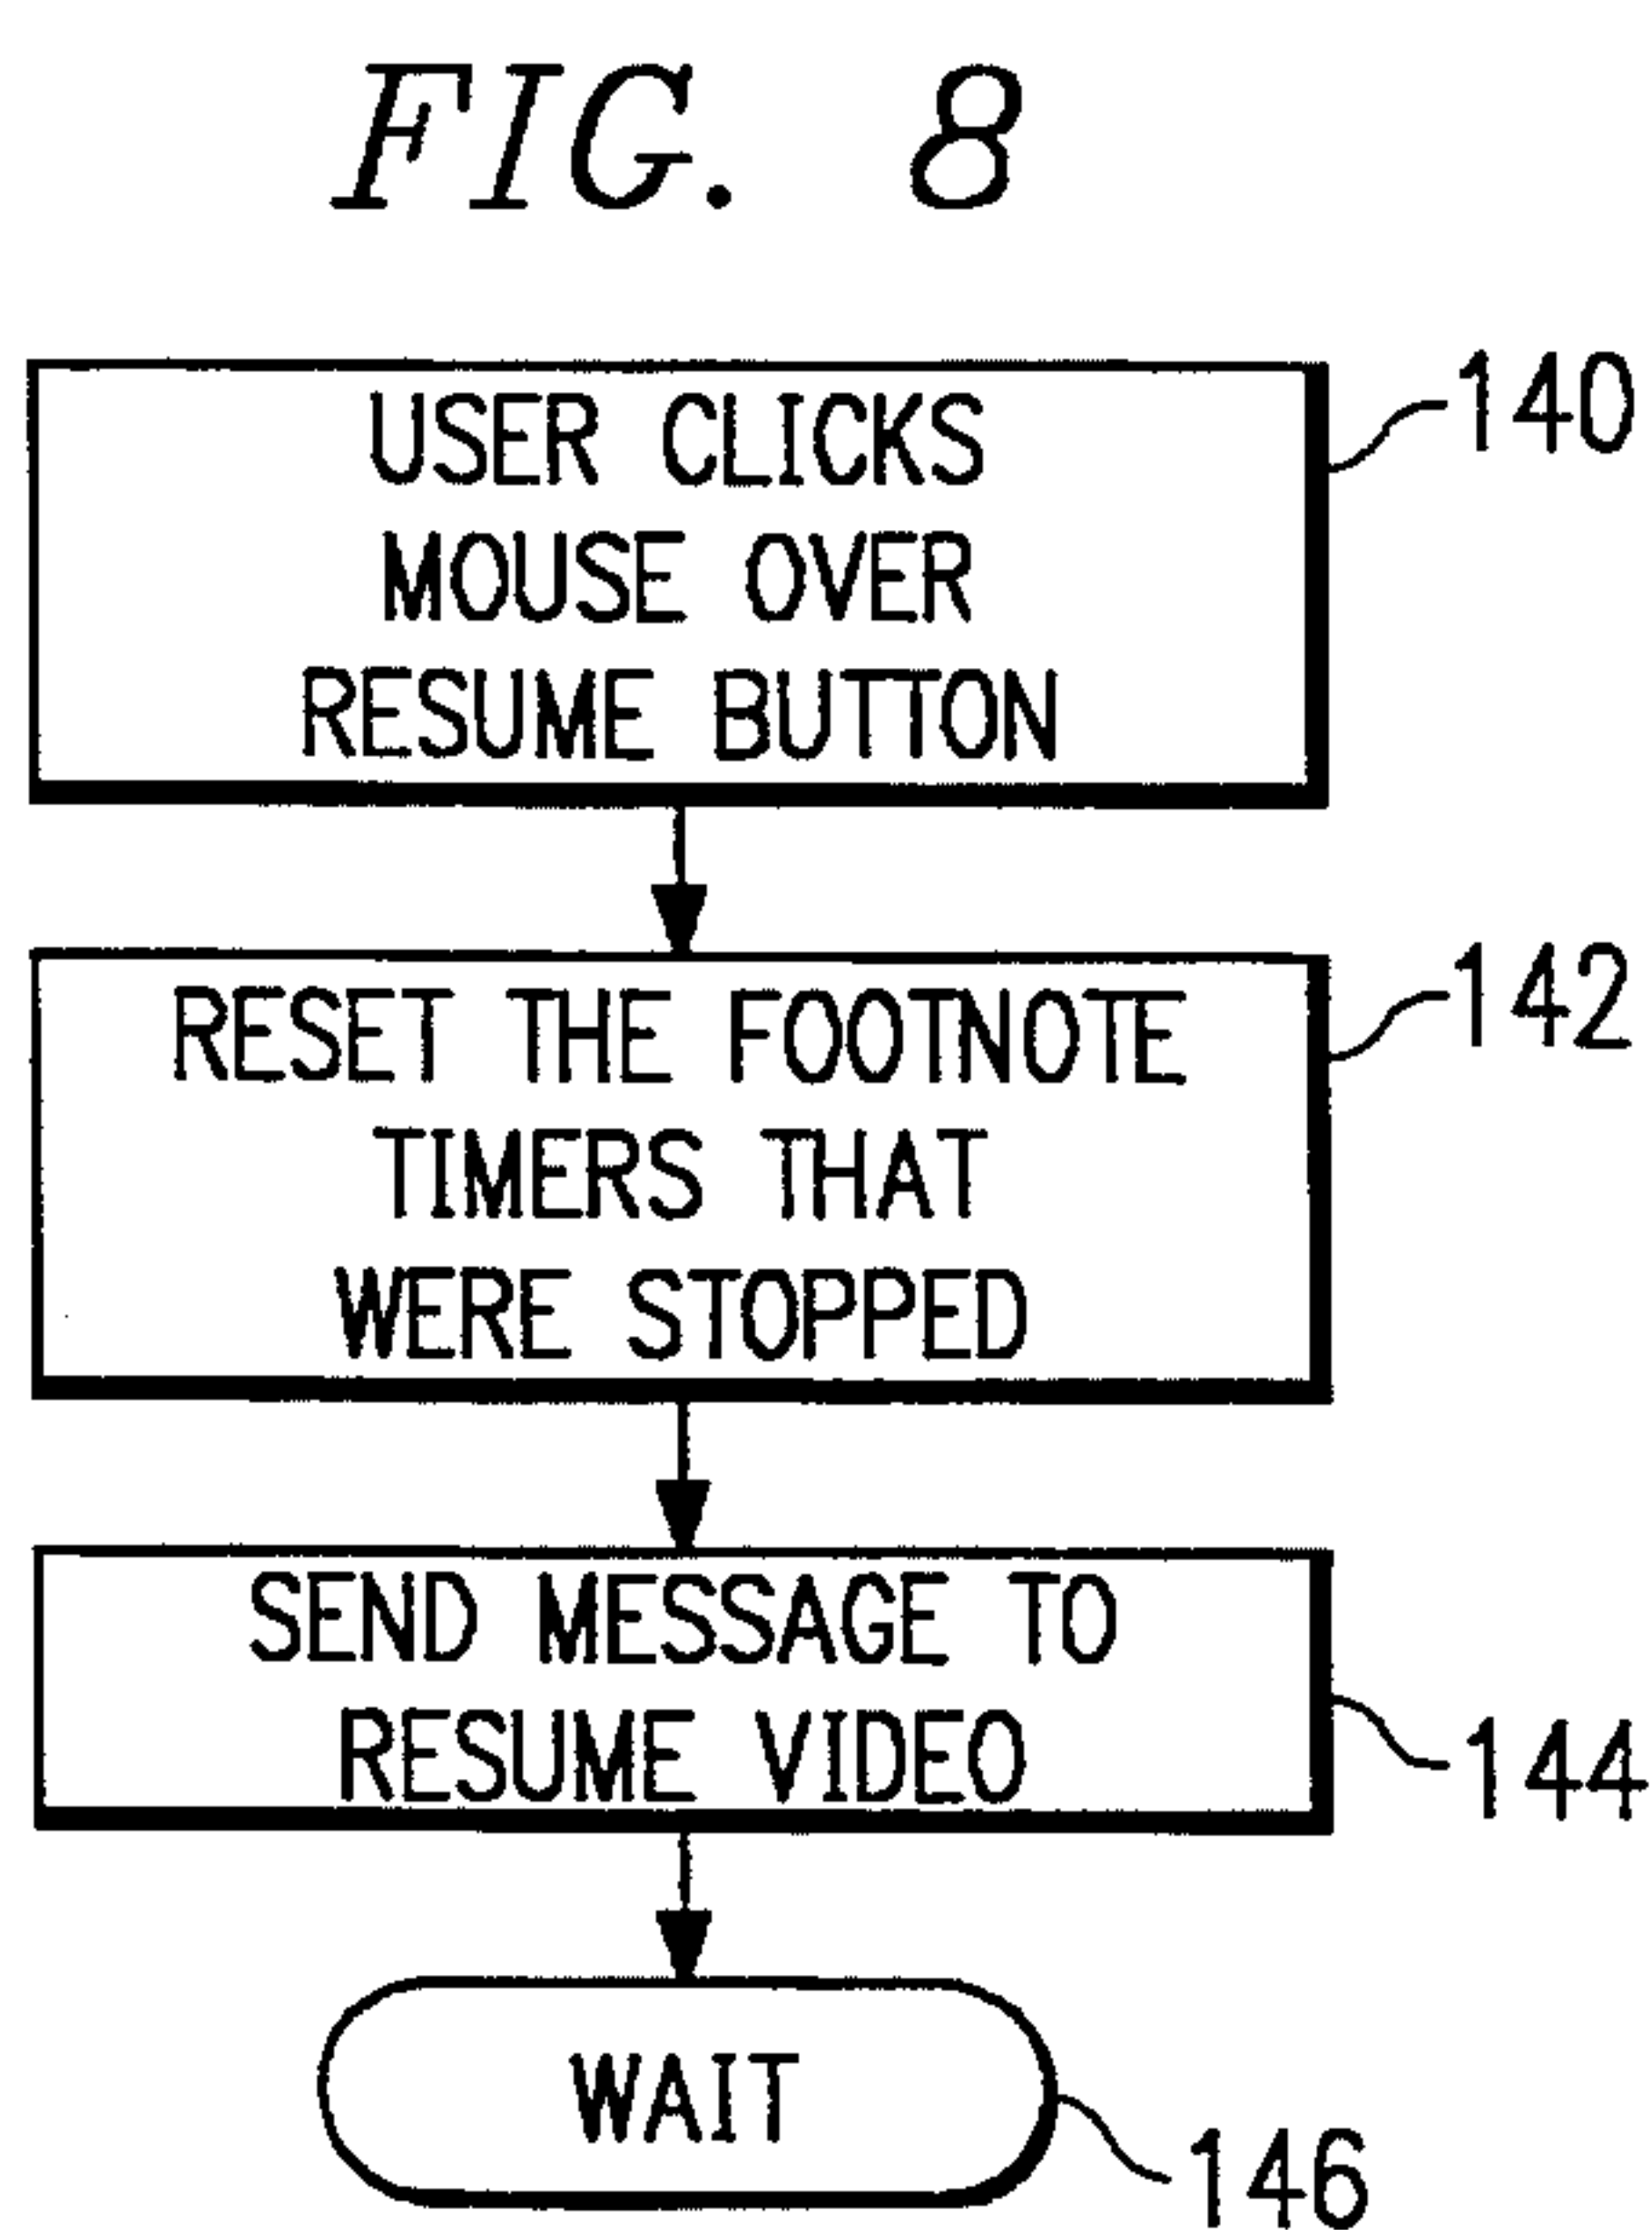 FIG. 8
USER CLICKS
MOUSE OVER
RESUME BUTTON
140
RESET THE FOOTNOTE
TIMERS THAT
WERE STOPPED
142
SEND MESSAGE TO
RESUME VIDEO
144
WAIT
146